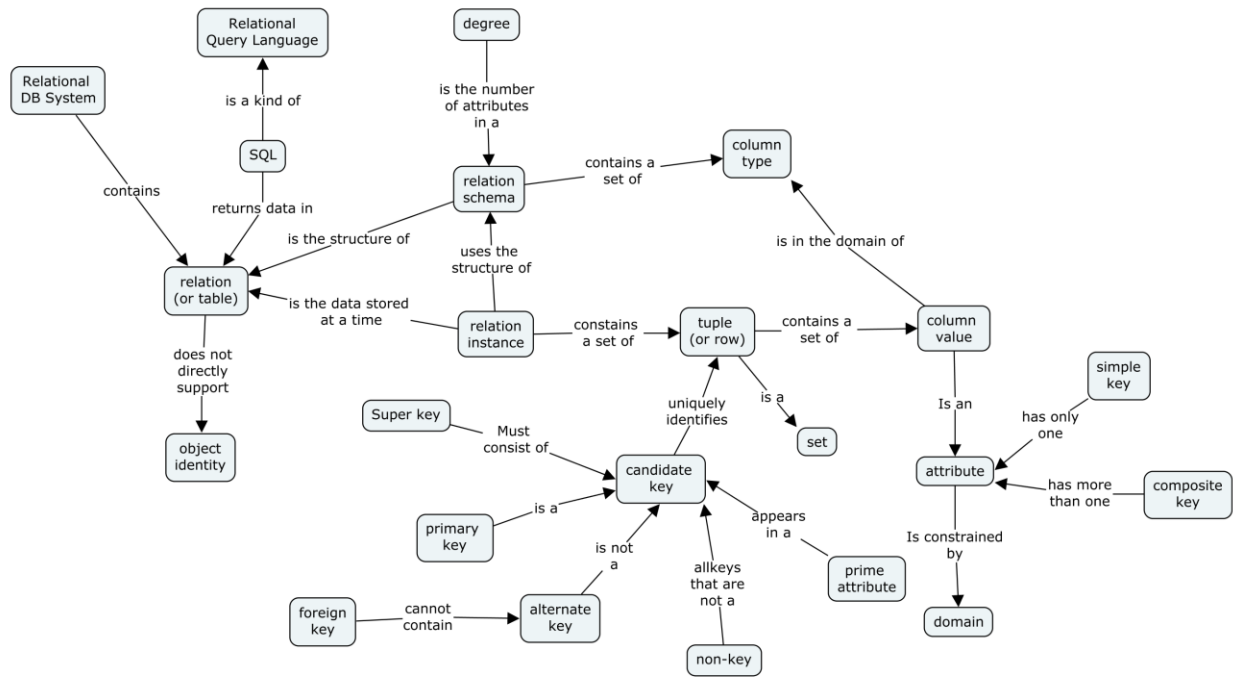 Relational
Query Language
degree
Relational
DB System
is a kind of
is the number
of attributes
in a
SQL
column
type
contains a
set of
relation
schema
contains
returns data in
is the structure of
uses the
structure of
is in the domain of
relation
(or table)
is the data stored
at a time
relation
instance
constains
a set of
tuple
(or row)
contains a
set of
column
value
does not
directly
support
simple
key
Super key
uniquely
identifies
is a
Is an
has only
one
Must
consist of
set
object
identity
candidate
key
attribute
has more
than one
composite
key
is a
primary
key
appears
in a
Is constrained
by
is not
a
allkeys
that are
not a
prime
attribute
foreign
key
cannot
contain
alternate
key
domain
non-key